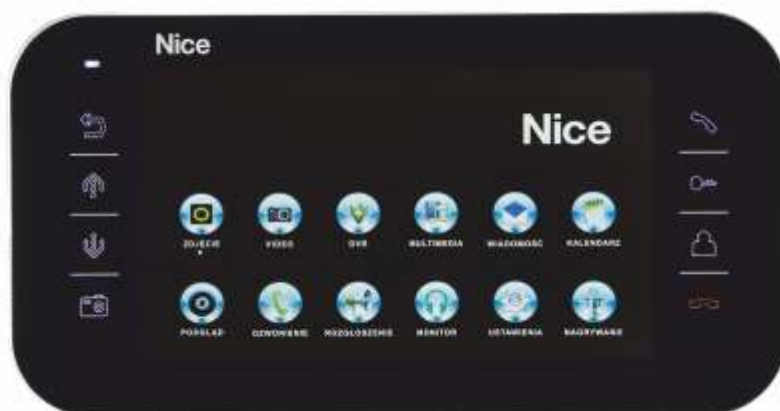 Nice
Nice
ZDJĘCIE VIDEO DVR MULTIMEDIA WIADOMOŚĆ KALENDARZ
PODGLĄD DZWONIENIE ROZGŁOSZENIE MONITOR USTAWIENIA NAGRYWANIE